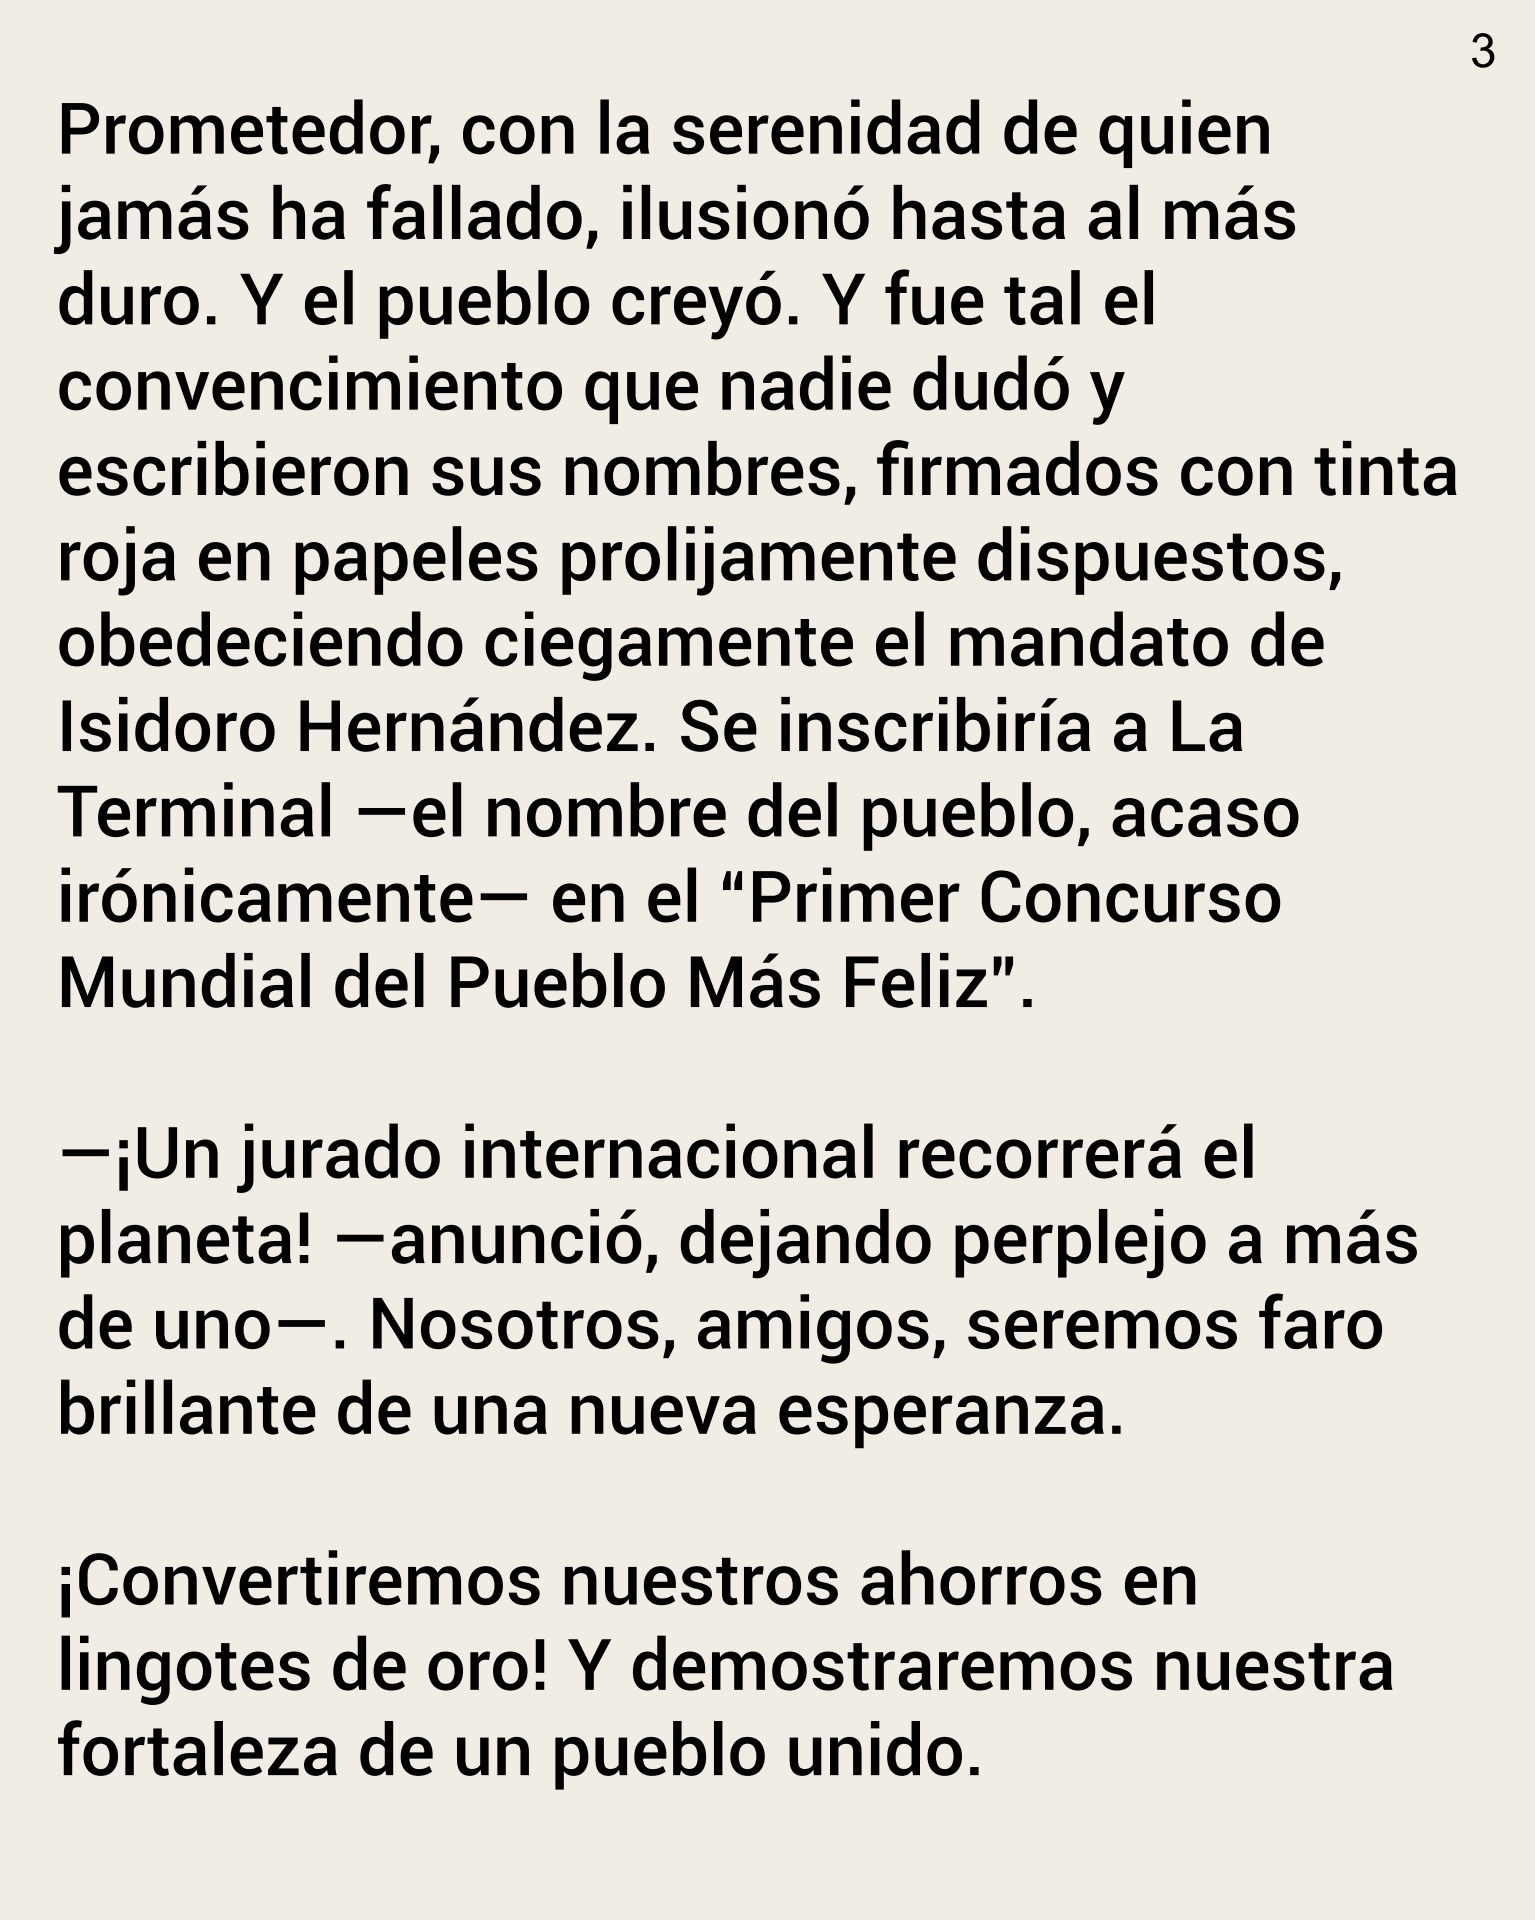 3
Prometedor, con la serenidad de quien
jamás ha fallado, ilusionó hasta al más
duro. Y el pueblo creyó. Y fue tal el
convencimiento que nadie dudó y
escribieron sus nombres, firmados con tinta
roja en papeles prolijamente dispuestos,
obedeciendo ciegamente el mandato de
Isidoro Hernández. Se inscribiría a La
Terminal —el nombre del pueblo, acaso
irónicamente— en el “Primer Concurso
Mundial del Pueblo Más Feliz”.
—¡Un jurado internacional recorrerá el
planeta! —anunció, dejando perplejo a más
de uno—. Nosotros, amigos, seremos faro
brillante de una nueva esperanza.
¡Convertiremos nuestros ahorros en
lingotes de oro! Y demostraremos nuestra
fortaleza de un pueblo unido.